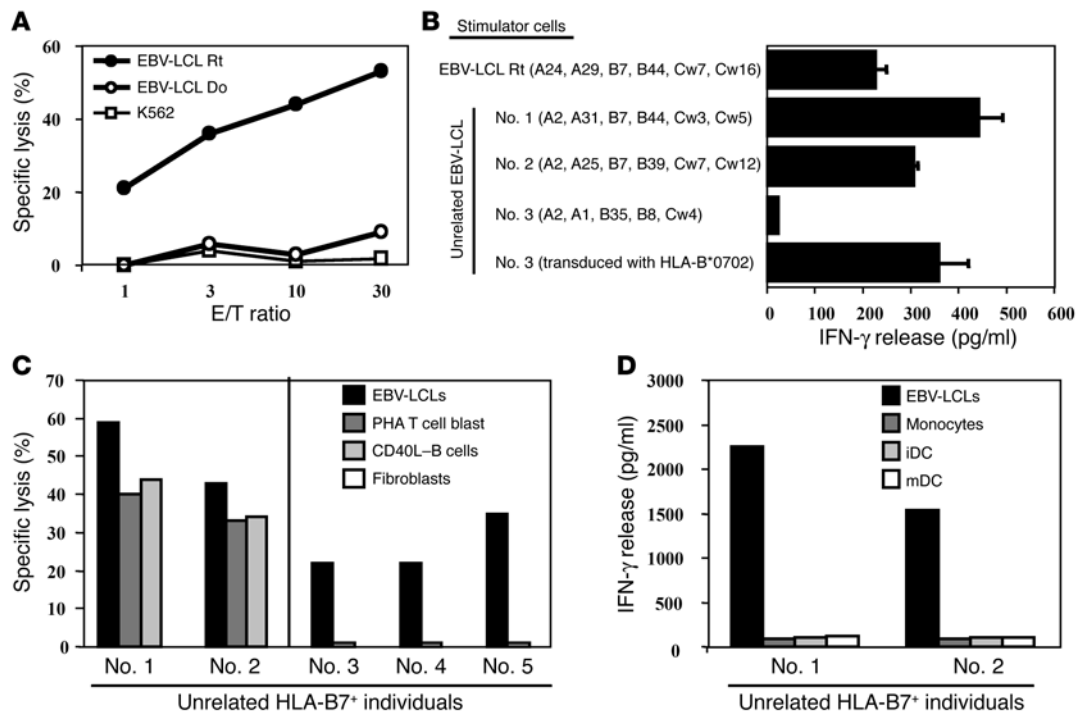 A
60
40
20
0
Specific lysis (%)
EBV-LCL Rt
EBV-LCL Do
K562
1 3 10 30
E/T ratio
B
Stimulator cells
EBV-LCL Rt (A24, A29, B7, B44, Cw7, Cw16)
Unrelated EBV-LCL
No. 1 (A2, A31, B7, B44, Cw3, Cw5)
No. 2 (A2, A25, B7, B39, Cw7, Cw12)
No. 3 (A2, A1, B35, B8, Cw4)
No. 3 (transduced with HLA-B*0702)
0 100 200 300 400 500 600
IFN-γ release (pg/ml)
C
70
60
50
40
30
20
10
0
Specific lysis (%)
EBV-LCLs
PHA T cell blast
CD40L–B cells
Fibroblasts
No. 1 No. 2 No. 3 No. 4 No. 5
Unrelated HLA-B7+ individuals
D
3000
2500
2000
1500
1000
500
0
IFN-γ release (pg/ml)
EBV-LCLs
Monocytes
iDC
mDC
No. 1 No. 2
Unrelated HLA-B7+ individuals